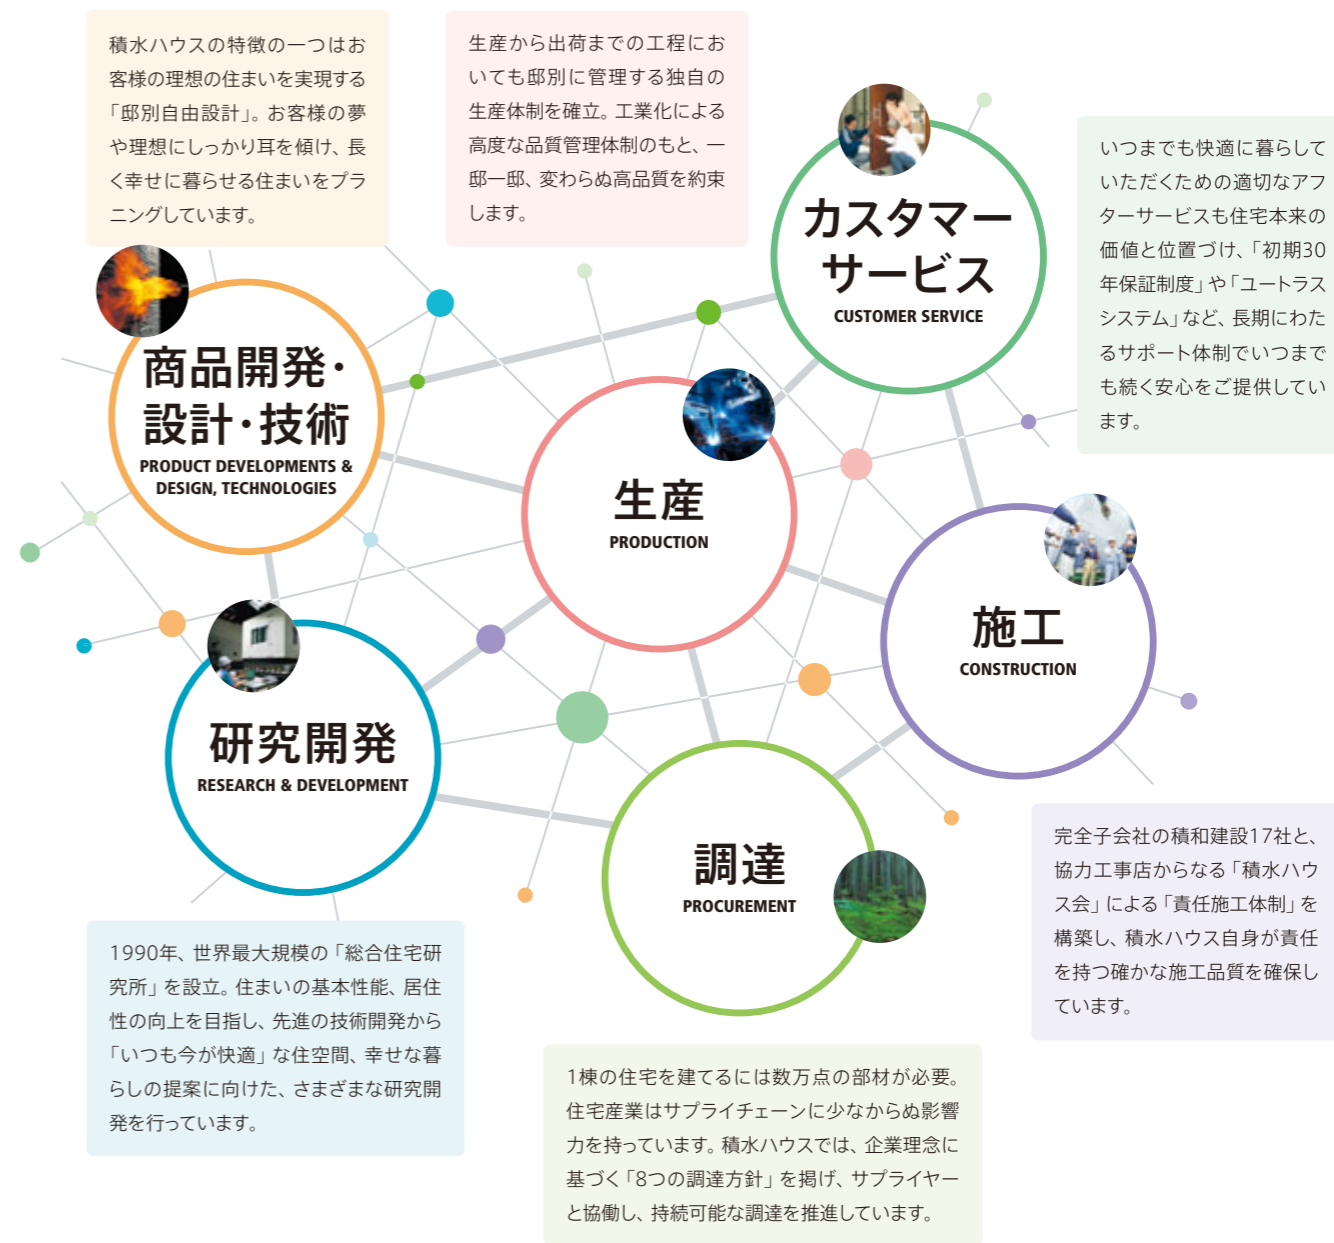 積水ハウスの特徴の一つはお
客様の理想の住まいを実現する
「邸別自由設計」。お客様の夢
や理想にしっかり耳を傾け、長
く幸せに暮らせる住まいをプラ
ンニングしています。
生産から出荷までの工程にお
いても邸別に管理する独自の
生産体制を確立。工業化による
高度な品質管理体制のもと、一
邸一邸、変わらぬ高品質を約束
します。
カスタマー
サービス
CUSTOMER SERVICE
いつまでも快適に暮らして
いただくための適切なアフ
ターサービスも住宅本来の
価値と位置づけ、「初期30
年保証制度」や「ユートラス
システム」など、長期にわた
るサポート体制でいつまで
も続く安心をご提供してい
ます。
商品開発・
設計・技術
PRODUCT DEVELOPMENTS &
DESIGN, TECHNOLOGIES
生産
PRODUCTION
施工
CONSTRUCTION
研究開発
RESEARCH & DEVELOPMENT
調達
PROCUREMENT
完全子会社の積和建設17社と、
協力工事店からなる「積水ハウ
ス会」による「責任施工体制」を
構築し、積水ハウス自身が責任
を持つ確かな施工品質を確保し
ています。
1990年、世界最大規模の「総合住宅研
究所」を設立。住まいの基本性能、居住
性の向上を目指し、先進の技術開発から
「いつも今が快適」な住空間、幸せな暮
らしの提案に向けた、さまざまな研究開
発を行っています。
1棟の住宅を建てるには数万点の部材が必要。
住宅産業はサプライチェーンに少なからぬ影響
力を持っています。積水ハウスでは、企業理念に
基づく「8つの調達方針」を掲げ、サプライヤー
と協働し、持続可能な調達を推進しています。